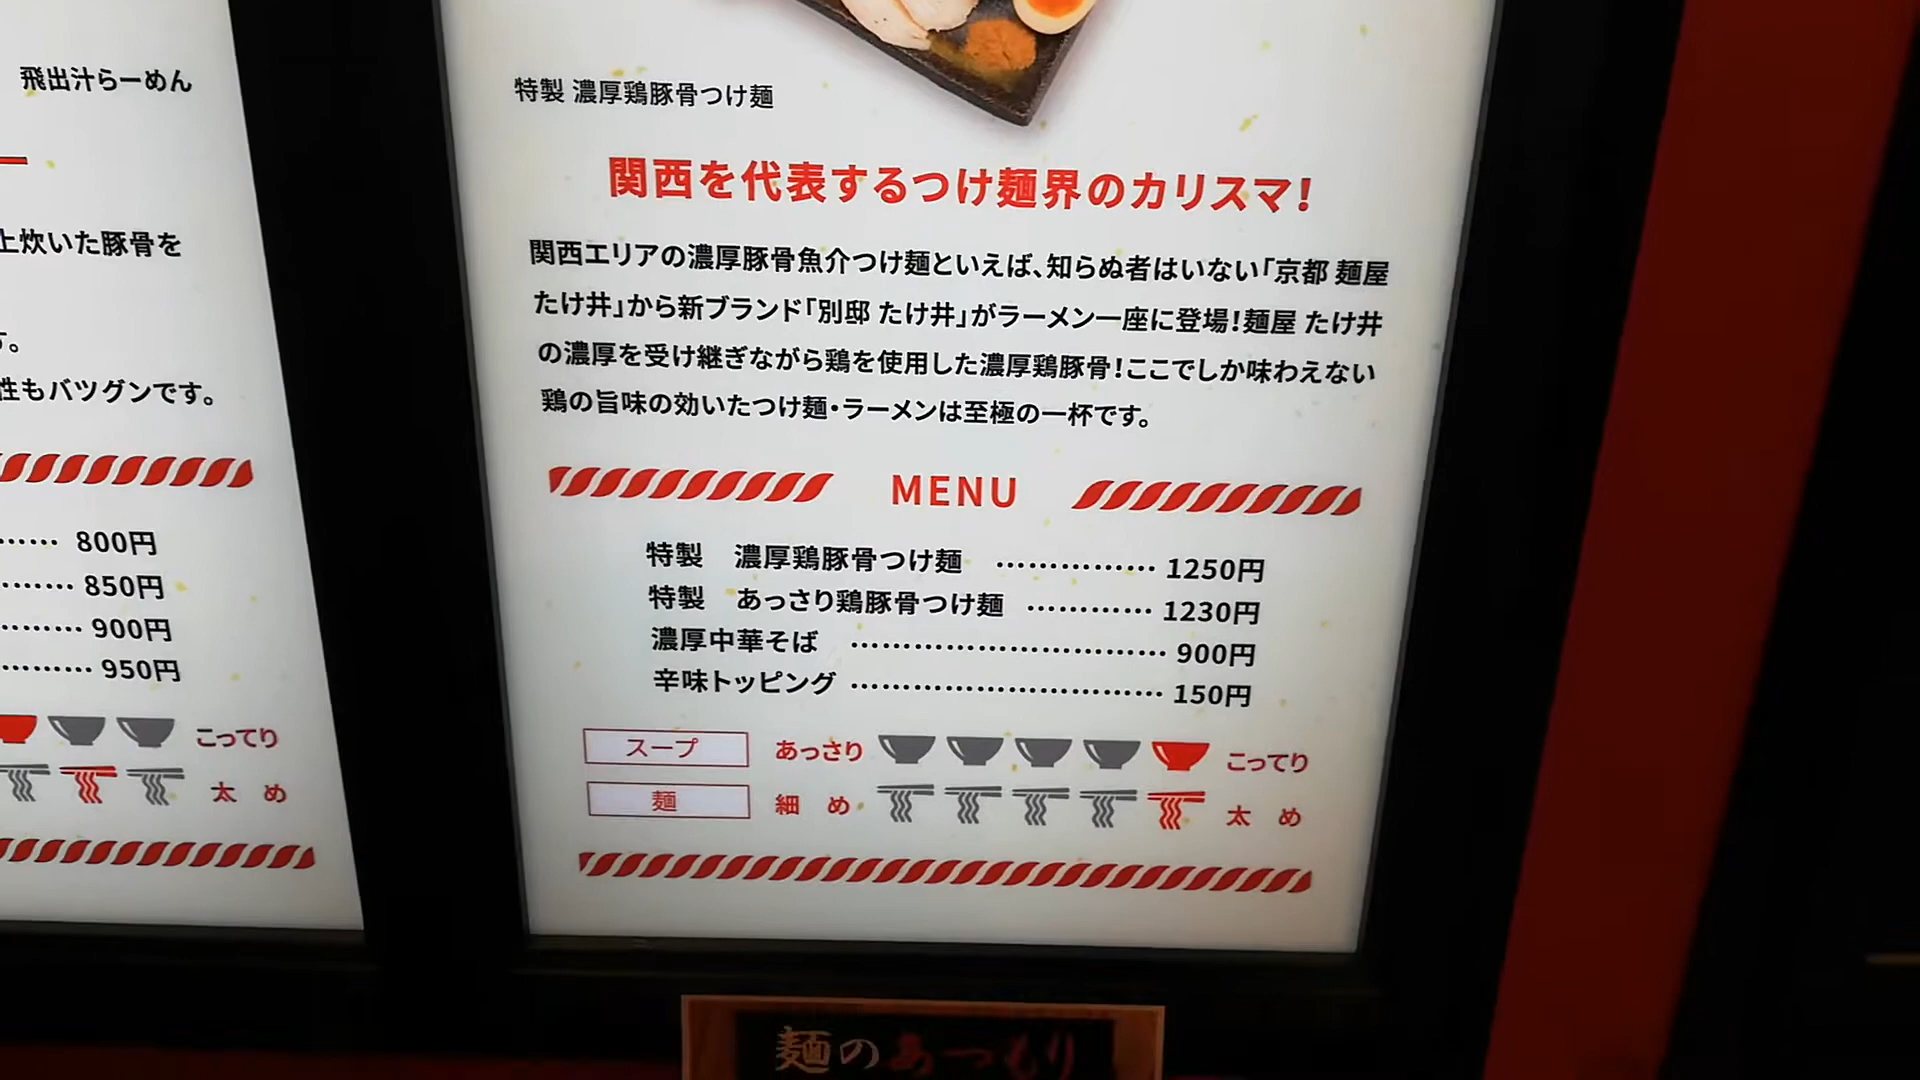 飛出汁らーめん
上炊いた豚骨を
す。
性もバツグンです。
800円
850円
900円
950円
こってり
太め
特製 濃厚鶏豚骨つけ麺
関西を代表するつけ麺界のカリスマ！
関西エリアの濃厚豚骨魚介つけ麺といえば、知らぬ者はいない「京都 麺屋
たけ井」から新ブランド「別邸 たけ井」がラーメン一座に登場！麺屋 たけ井
の濃厚を受け継ぎながら鶏を使用した濃厚鶏豚骨！ここでしか味わえない
鶏の旨味の効いたつけ麺・ラーメンは至極の一杯です。
MENU
特製 濃厚鶏豚骨つけ麺 …………… 1250円
特製 あっさり鶏豚骨つけ麺 ………… 1230円
濃厚中華そば ………………………… 900円
辛味トッピング ………………………… 150円
スープ あっさり こってり
麺 細め 太め
麺のあつもり